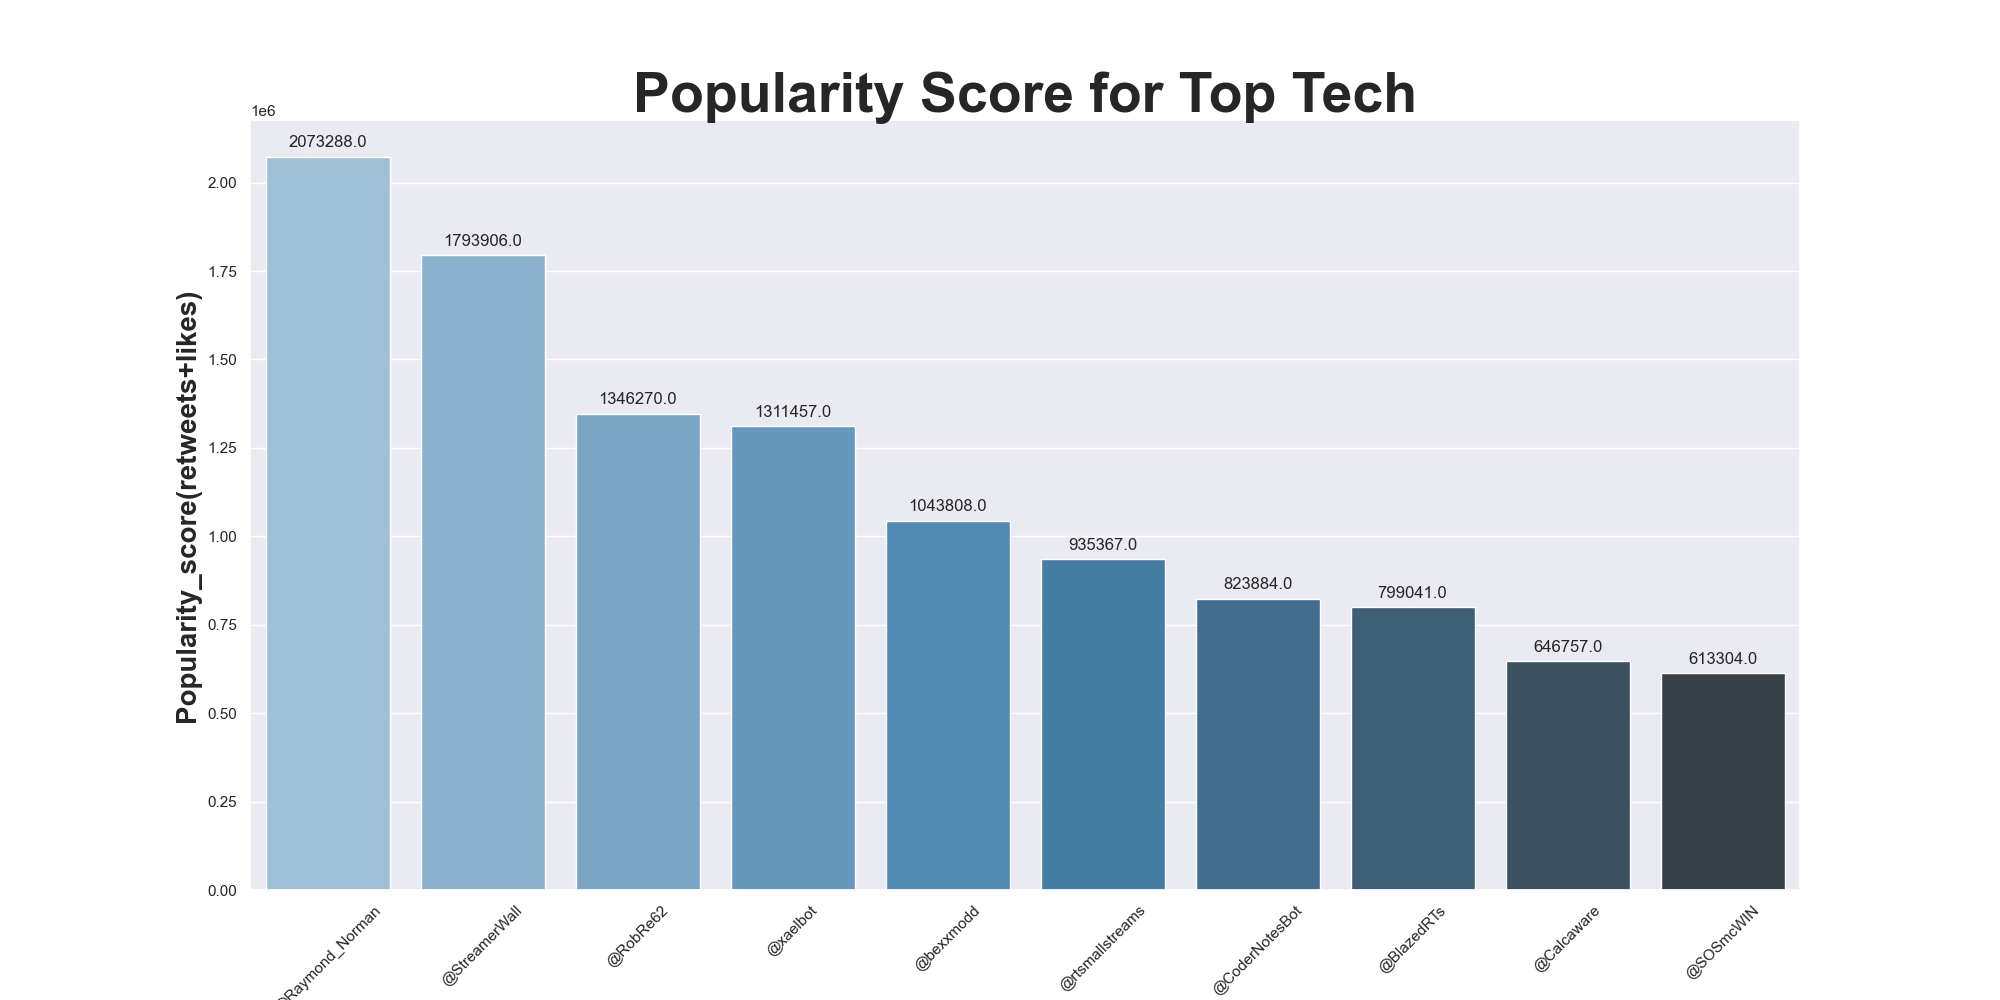 Popularity Score for Top Tech
1e6
2073288.0
1793906.0
1346270.0
1311457.0
1043808.0
935367.0
823884.0
799041.0
646757.0
613304.0
2.00
1.75
1.50
1.25
1.00
0.75
0.50
0.25
0.00
Popularity_score(retweets+likes)
@Raymond_Norman
@StreamerWall
@RobRe62
@xaelbot
@bexxmodd
@rtsmallstreams
@CoderNotesBot
@BlazedRTs
@Calcaware
@SOSmcWIN